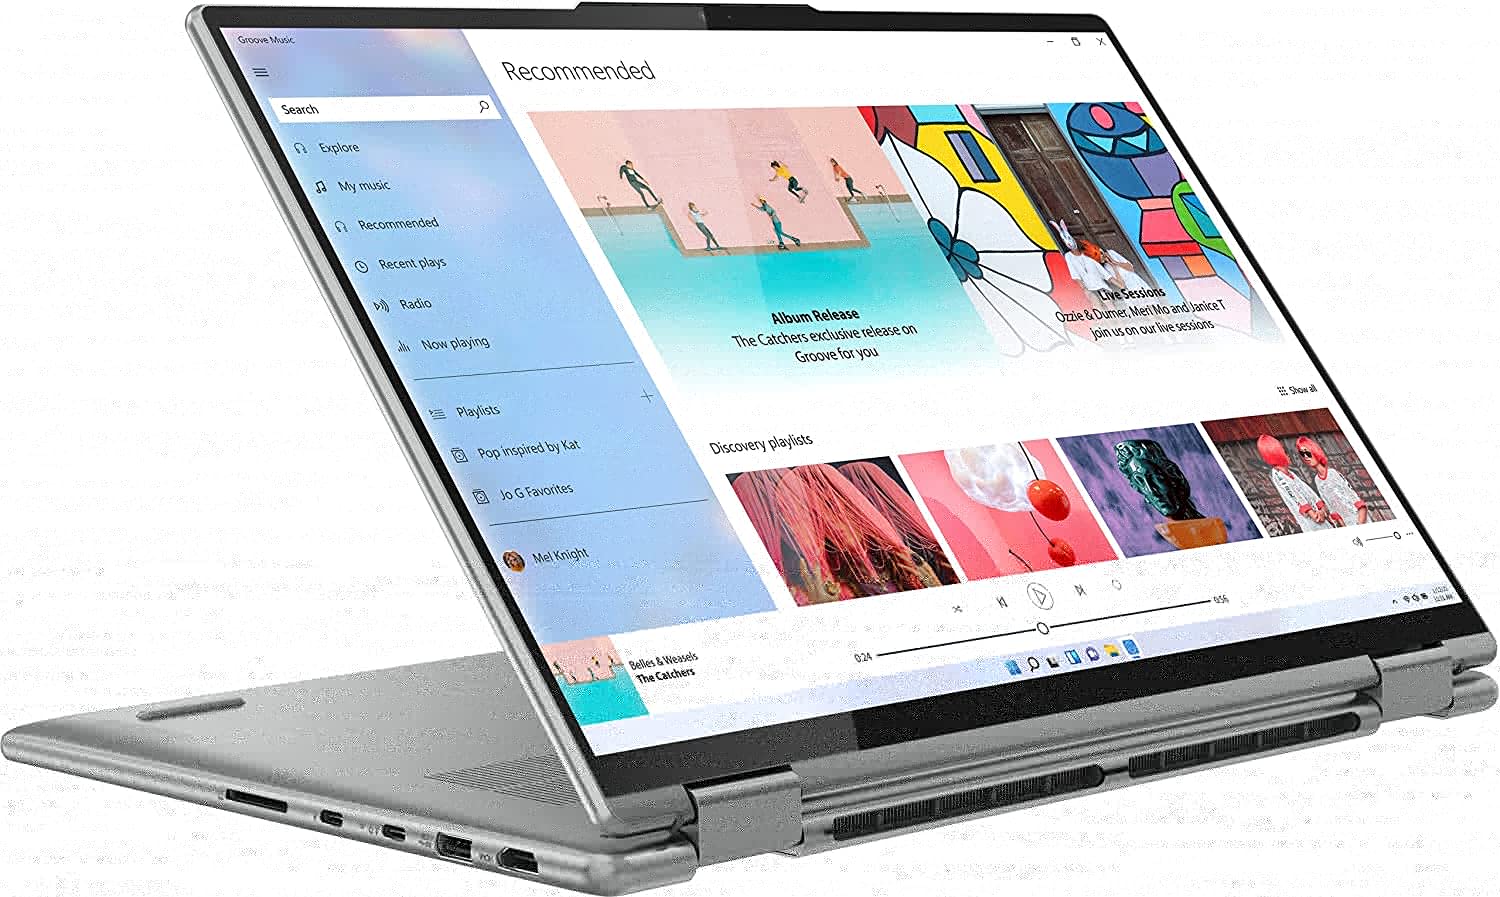 Groove Music
Search
Explore
My music
Recommended
Recent plays
Radio
Now playing
Playlists
Pop inspired by Kat
Jo G Favorites
Mel Knight
Recommended
Album Release
The Catchers exclusive release on
Groove for you
Live Sessions
Ozzie & Dumer, Meri Mo and Janice T
Join us on our live sessions
Show all
Discovery playlists
0:24
0:56
Belles & Weasels
The Catchers